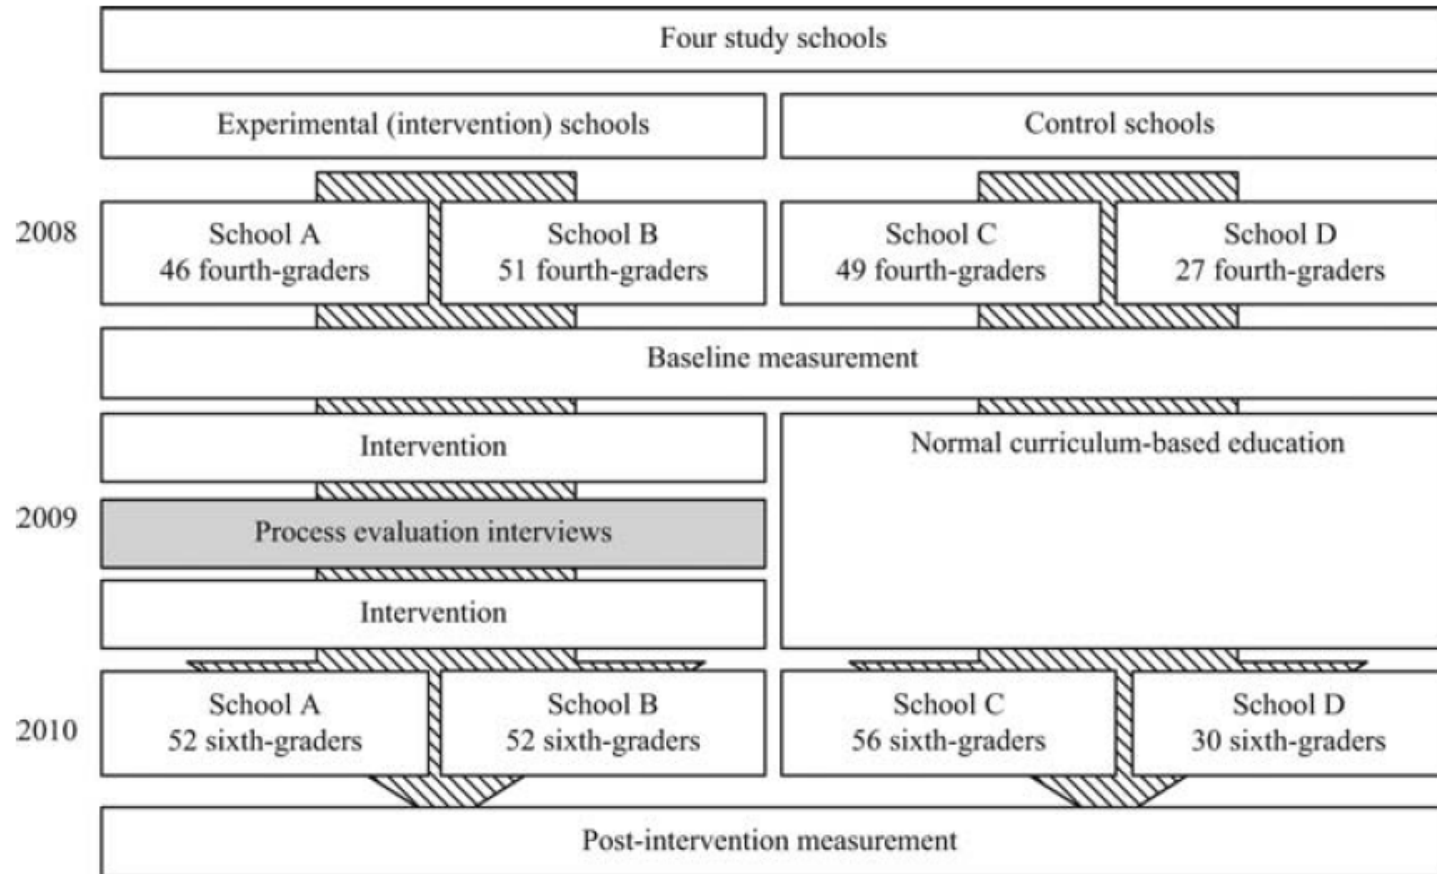 Four study schools
Experimental (intervention) schools
Control schools
2008
School A
46 fourth-graders
School B
51 fourth-graders
School C
49 fourth-graders
School D
27 fourth-graders
Baseline measurement
Intervention
Normal curriculum-based education
2009
Process evaluation interviews
Intervention
2010
School A
52 sixth-graders
School B
52 sixth-graders
School C
56 sixth-graders
School D
30 sixth-graders
Post-intervention measurement